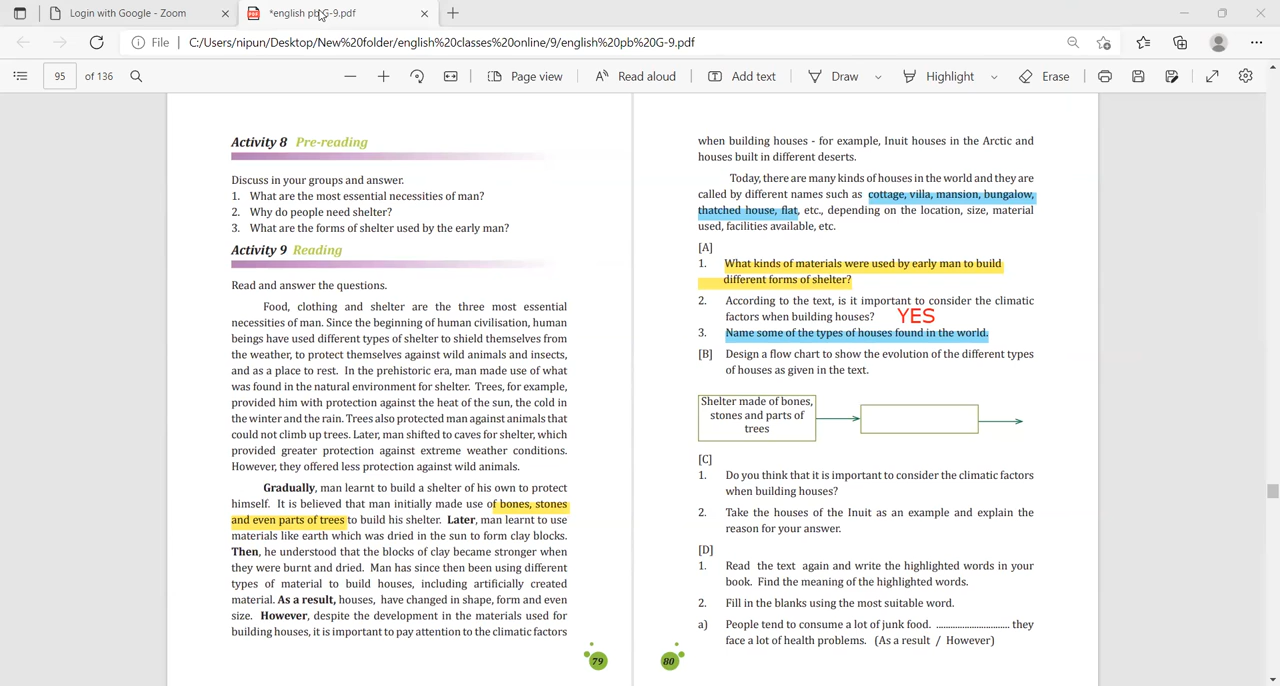 Login with Google - Zoom
*english pb G-9.pdf
File
C:/Users/nipun/Desktop/New%20folder/english%20classes%20online/9/english%20pb%20G-9.pdf
95 of 136
Page view
Read aloud
Add text
Draw
Highlight
Erase
Activity 8 Pre-reading
Discuss in your groups and answer.
1. What are the most essential necessities of man?
2. Why do people need shelter?
3. What are the forms of shelter used by the early man?
Activity 9 Reading
Read and answer the questions.
Food, clothing and shelter are the three most essential
necessities of man. Since the beginning of human civilisation, human
beings have used different types of shelter to shield themselves from
the weather, to protect themselves against wild animals and insects,
and as a place to rest. In the prehistoric era, man made use of what
was found in the natural environment for shelter. Trees, for example,
provided him with protection against the heat of the sun, the cold in
the winter and the rain. Trees also protected man against animals that
could not climb up trees. Later, man shifted to caves for shelter, which
provided greater protection against extreme weather conditions.
However, they offered less protection against wild animals.
Gradually, man learnt to build a shelter of his own to protect
himself. It is believed that man initially made use of bones, stones
and even parts of trees to build his shelter. Later, man learnt to use
materials like earth which was dried in the sun to form clay blocks.
Then, he understood that the blocks of clay became stronger when
they were burnt and dried. Man has since then been using different
types of material to build houses, including artificially created
material. As a result, houses, have changed in shape, form and even
size. However, despite the development in the materials used for
building houses, it is important to pay attention to the climatic factors
79
when building houses - for example, Inuit houses in the Arctic and
houses built in different deserts.
Today, there are many kinds of houses in the world and they are
called by different names such as cottage, villa, mansion, bungalow,
thatched house, flat, etc., depending on the location, size, material
used, facilities available, etc.
[A]
1. What kinds of materials were used by early man to build
different forms of shelter?
2. According to the text, is it important to consider the climatic
factors when building houses? YES
3. Name some of the types of houses found in the world.
[B] Design a flow chart to show the evolution of the different types
of houses as given in the text.
Shelter made of bones,
stones and parts of
trees
[C]
1. Do you think that it is important to consider the climatic factors
when building houses?
2. Take the houses of the Inuit as an example and explain the
reason for your answer.
[D]
1. Read the text again and write the highlighted words in your
book. Find the meaning of the highlighted words.
2. Fill in the blanks using the most suitable word.
a) People tend to consume a lot of junk food. .............................. they
face a lot of health problems. (As a result / However)
80